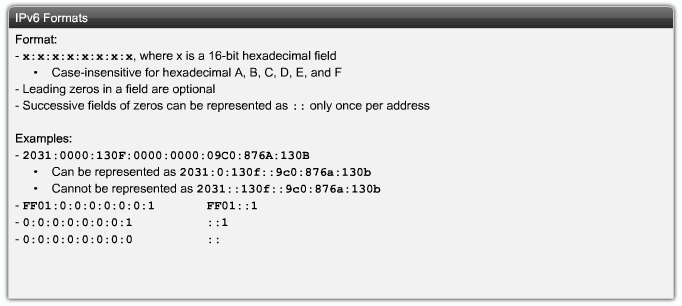 IPv6 Formats
Format:
- x:x:x:x:x:x:x:x, where x is a 16-bit hexadecimal field
• Case-insensitive for hexadecimal A, B, C, D, E, and F
- Leading zeros in a field are optional
- Successive fields of zeros can be represented as :: only once per address
Examples:
- 2031:0000:130F:0000:0000:09C0:876A:130B
• Can be represented as 2031:0:130f::9c0:876a:130b
• Cannot be represented as 2031::130f::9c0:876a:130b
- FF01:0:0:0:0:0:0:1 FF01::1
- 0:0:0:0:0:0:0:1 ::1
- 0:0:0:0:0:0:0:0 ::